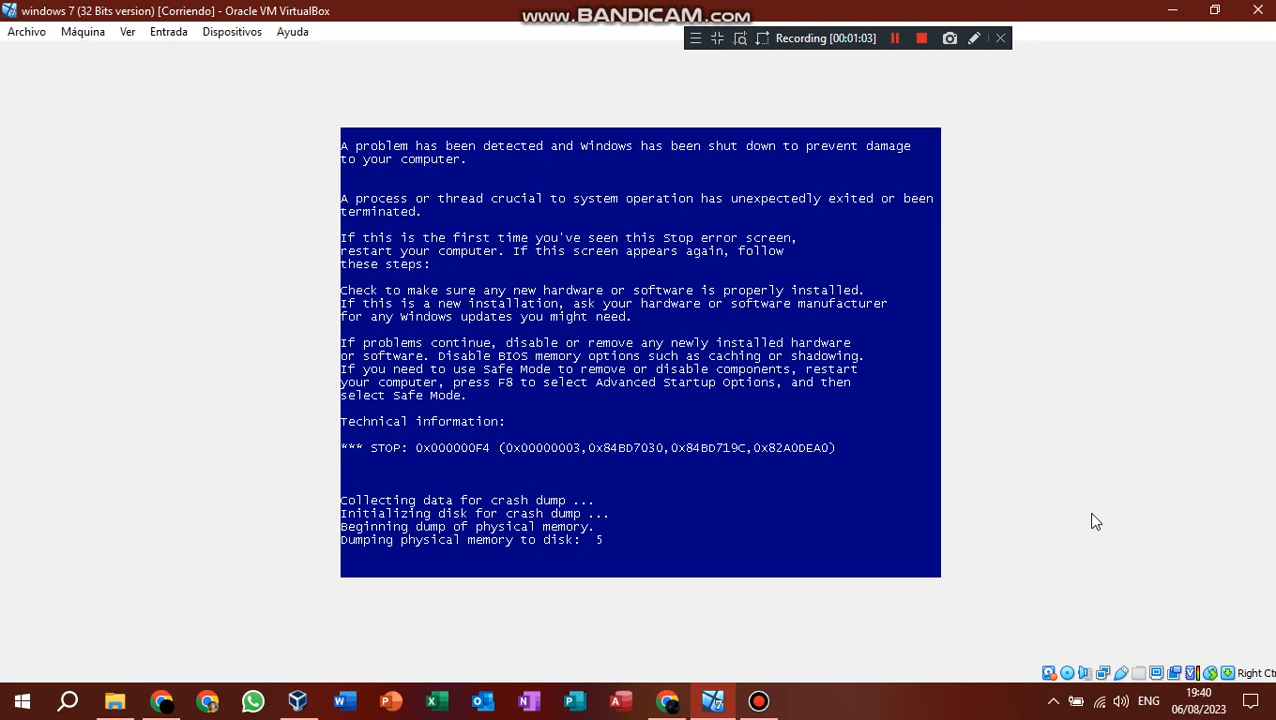 windows 7 (32 Bits version) [Corriendo] - Oracle VM VirtualBox
www.BANDICAM.com
Archivo Máquina Ver Entrada Dispositivos Ayuda
Recording [00:01:03]
A problem has been detected and Windows has been shut down to prevent damage
to your computer.
A process or thread crucial to system operation has unexpectedly exited or been
terminated.
If this is the first time you've seen this Stop error screen,
restart your computer. If this screen appears again, follow
these steps:
Check to make sure any new hardware or software is properly installed.
If this is a new installation, ask your hardware or software manufacturer
for any Windows updates you might need.
If problems continue, disable or remove any newly installed hardware
or software. Disable BIOS memory options such as caching or shadowing.
If you need to use Safe Mode to remove or disable components, restart
your computer, press F8 to select Advanced Startup Options, and then
select Safe Mode.
Technical information:
*** STOP: 0x000000F4 (0x00000003,0x84BD7030,0x84BD719C,0x82A0DEA0)
Collecting data for crash dump ...
Initializing disk for crash dump ...
Beginning dump of physical memory.
Dumping physical memory to disk: 5
Right Ct
ENG
19:40
06/08/2023